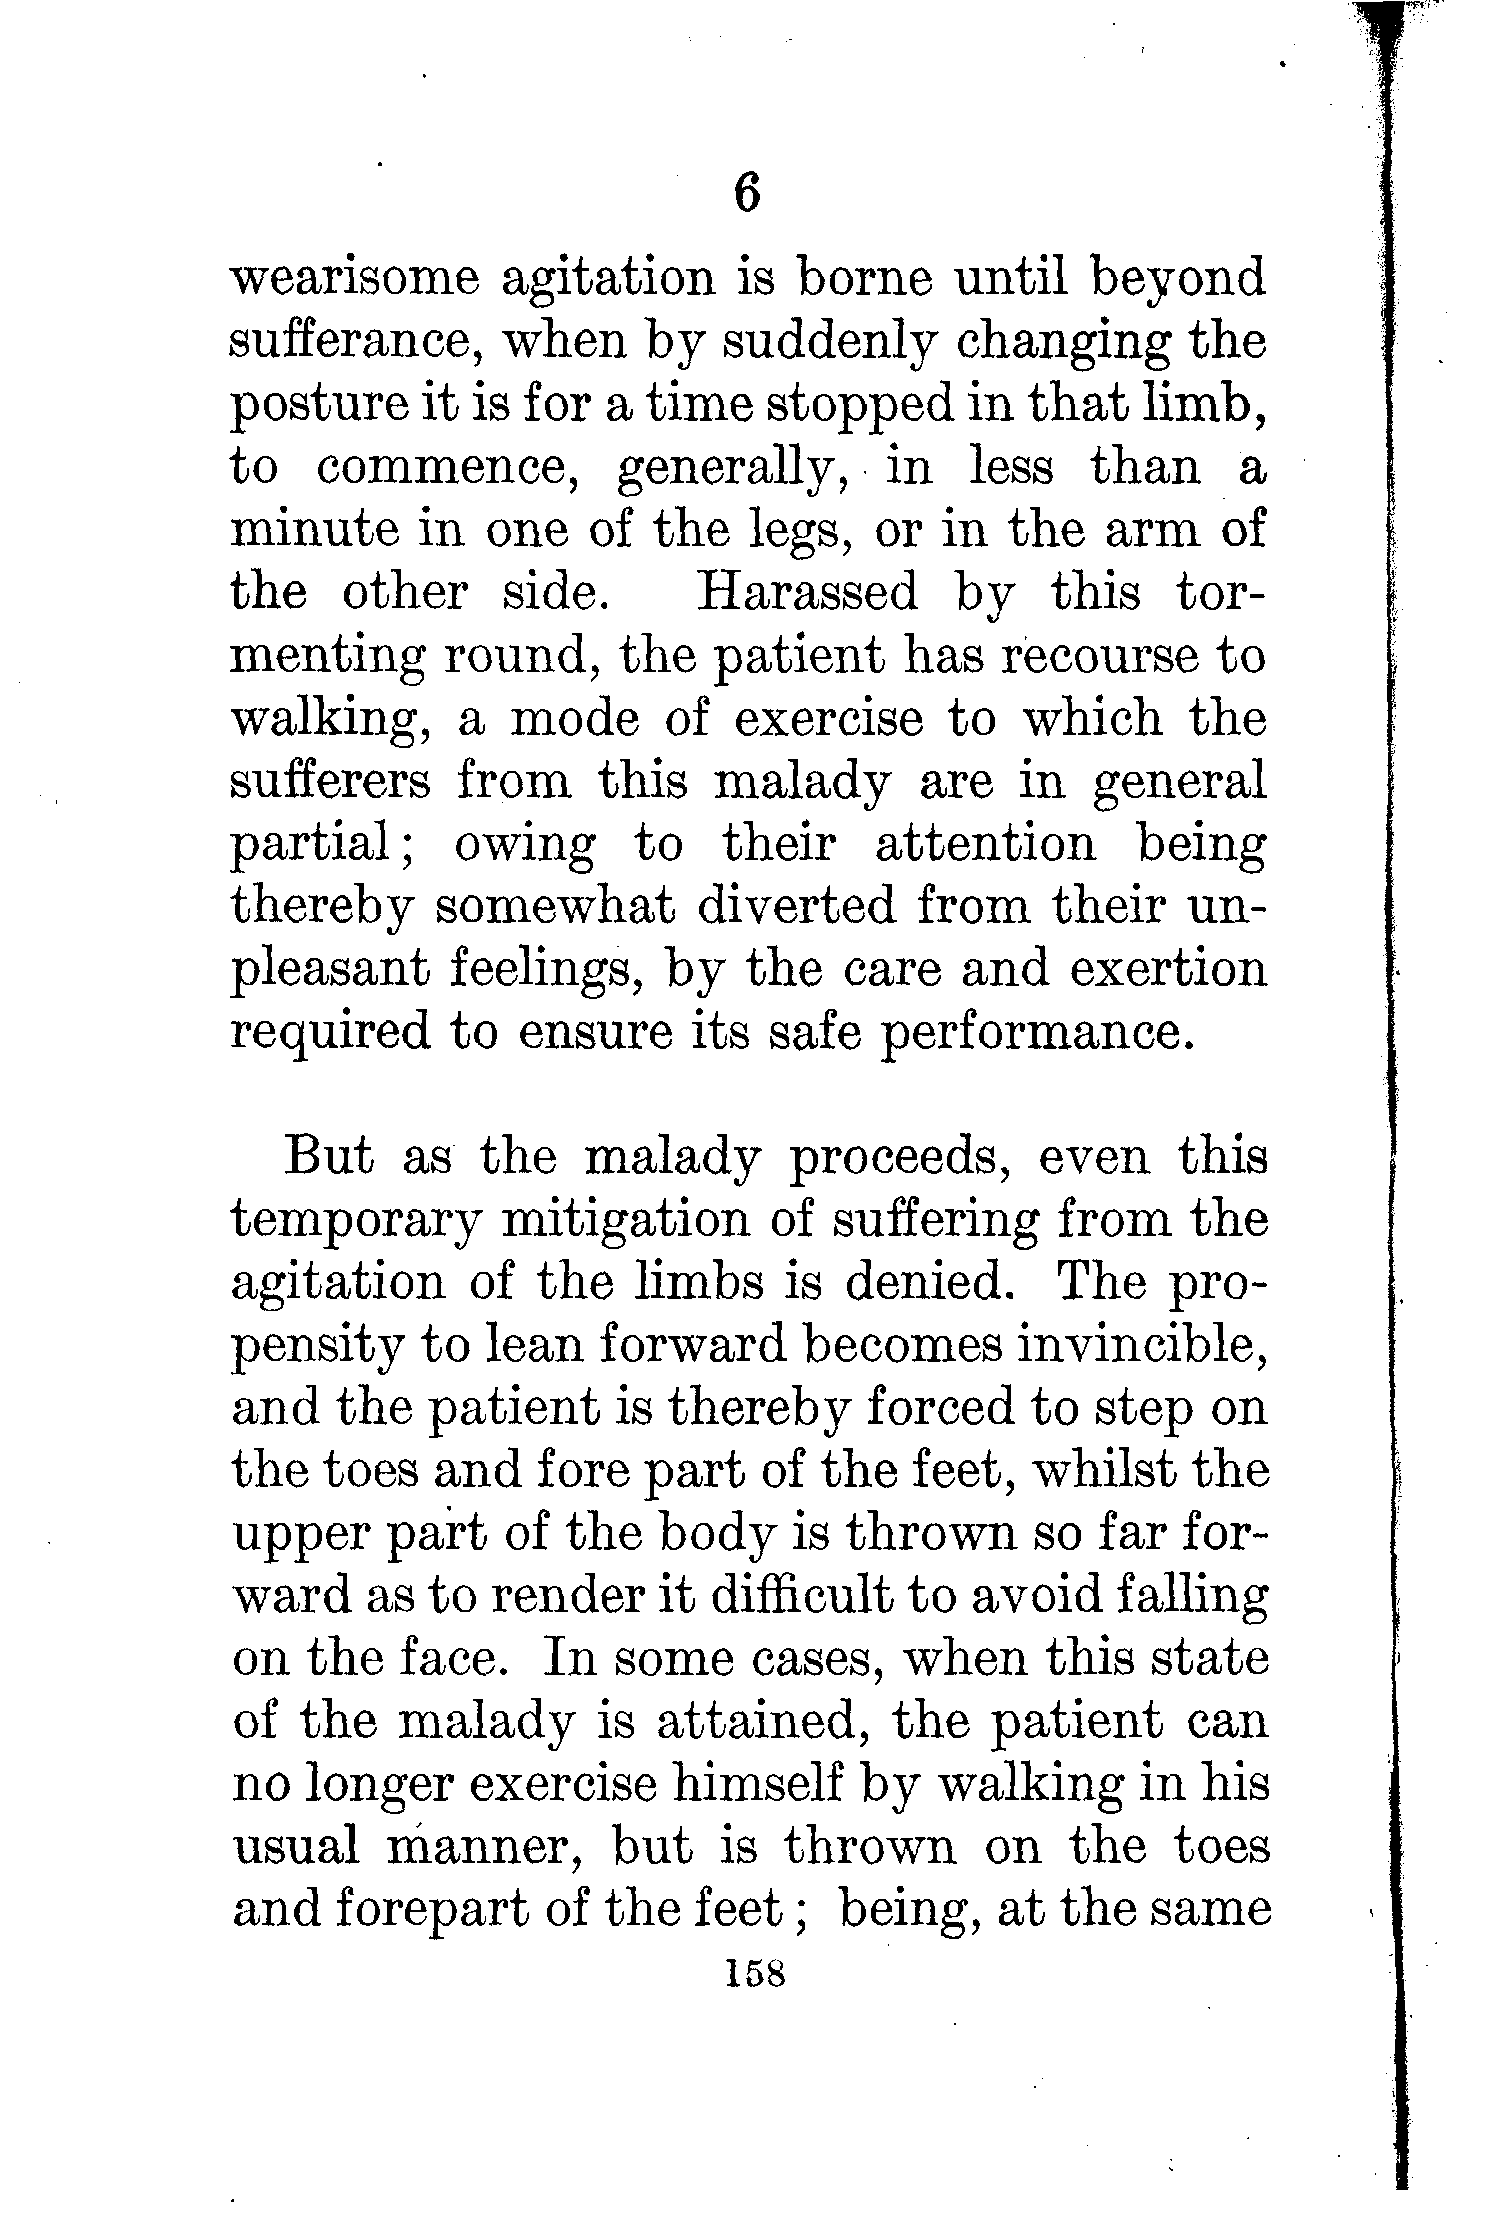 6
wearisome agitation is borne until beyond
sufferance, when by suddenly changing the
posture it is for a time stopped in that limb,
to commence, generally, in less than a
minute in one of the legs, or in the arm of
the other side. Harassed by this tor-
menting round, the patient has recourse to
walking, a mode of exercise to which the
sufferers from this malady are in general
partial ; owing to their attention being
thereby somewhat diverted from their un-
pleasant feelings, by the care and exertion
required to ensure its safe performance.
But as the malady proceeds, even this
temporary mitigation of suffering from the
agitation of the limbs is denied. The pro-
pensity to lean forward becomes invincible,
and the patient is thereby forced to step on
the toes and fore part of the feet, whilst the
upper part of the body is thrown so far for-
ward as to render it difficult to avoid falling
on the face. In some cases, when this state
of the malady is attained, the patient can
no longer exercise himself by walking in his
usual manner, but is thrown on the toes
and forepart of the feet ; being, at the same
158